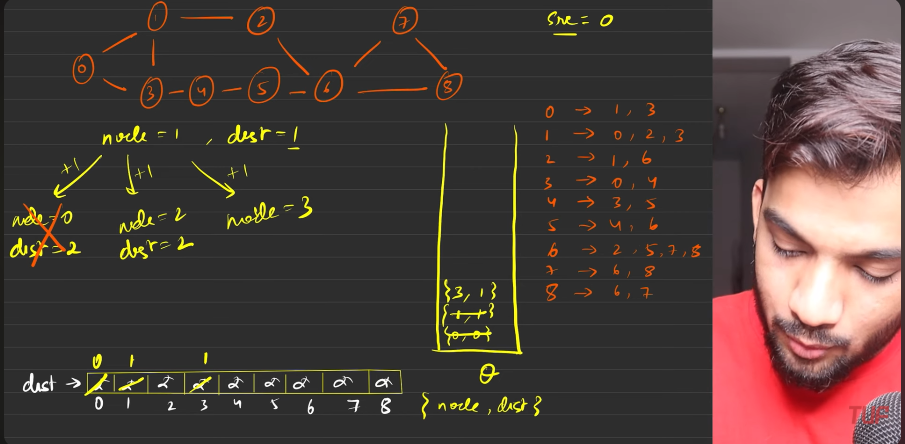 src = 0
1 2 7
0 3 4 5 6 8
node = 1 , dist = 1
+1 +1 +1
node = 0 node = 2 node = 3
dist = 2 dist = 2
0 → 1, 3
1 → 0, 2, 3
2 → 1, 6
3 → 0, 4
4 → 3, 5
5 → 4, 6
6 → 2, 5, 7, 8
7 → 6, 8
8 → 6, 7
{3, 1}
{1, 1}
{0, 0}
Q
{node, dist}
0 1 1
dist → α α α α α α α α α
0 1 2 3 4 5 6 7 8
TUF